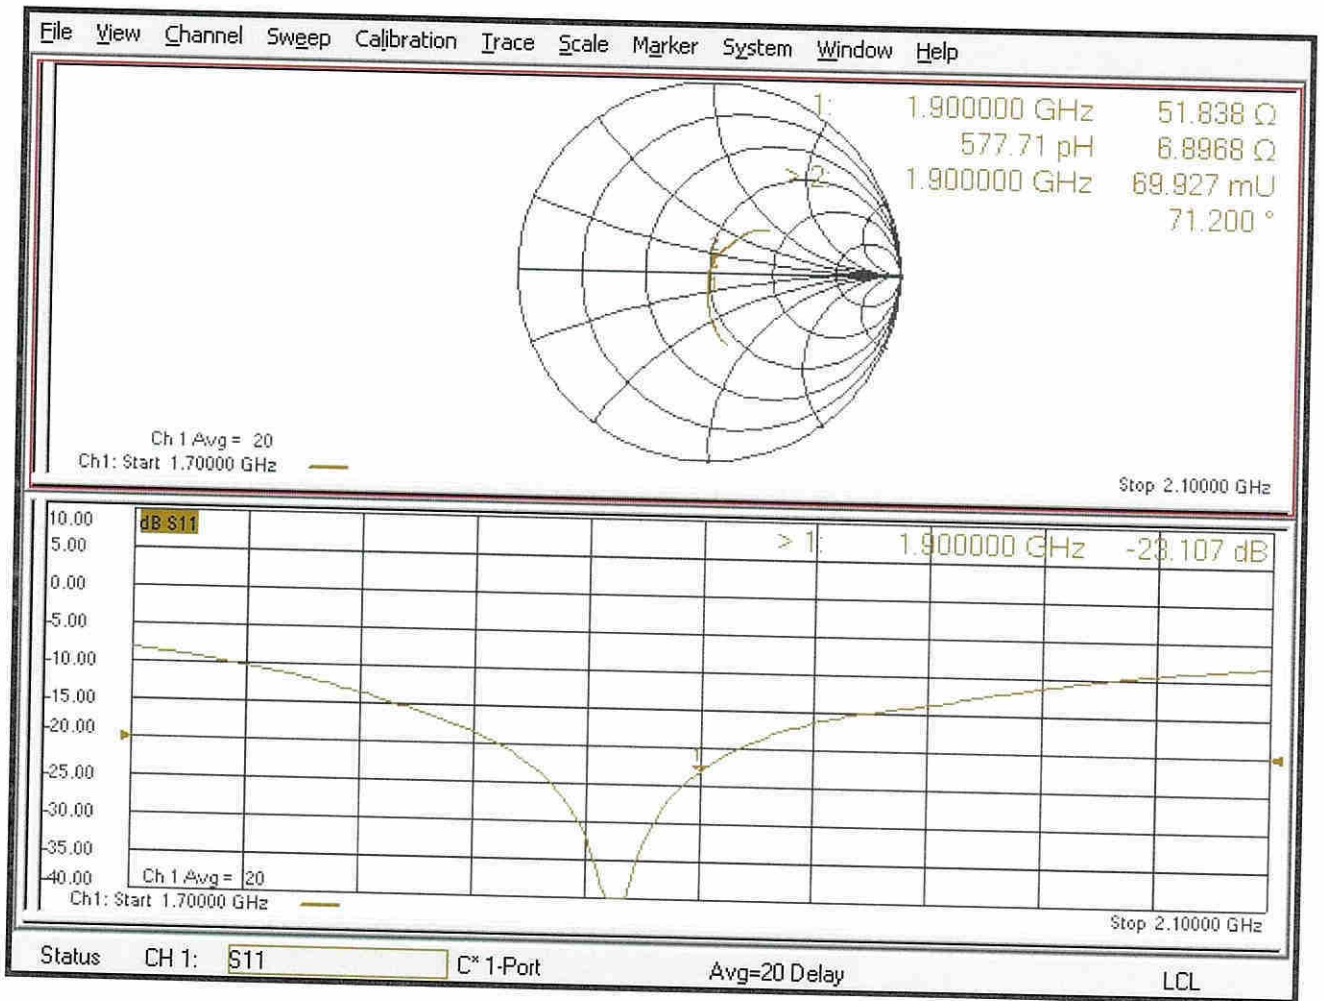 File View Channel Sweep Calibration Trace Scale Marker System Window Help
1: 1.900000 GHz 51.838 Ω
577.71 pH 6.8968 Ω
> 2: 1.900000 GHz 69.927 mU
71.200 °
Ch 1 Avg = 20
Ch1: Start 1.70000 GHz
Stop 2.10000 GHz
10.00
dB S11
> 1: 1.900000 GHz -23.107 dB
5.00
0.00
-5.00
-10.00
-15.00
-20.00
1
-25.00
-30.00
-35.00
-40.00
Ch 1 Avg = 20
Ch1: Start 1.70000 GHz
Stop 2.10000 GHz
Status CH 1: S11 C* 1-Port Avg=20 Delay LCL